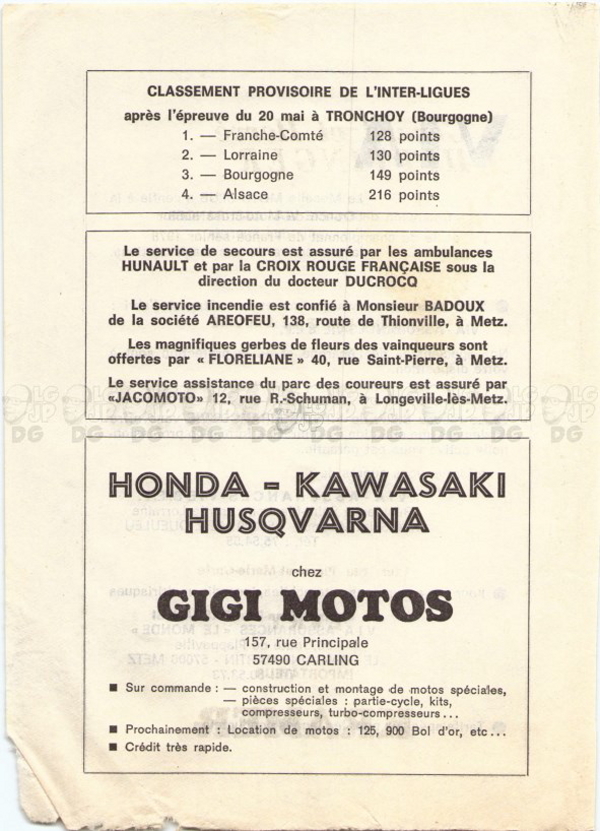 CLASSEMENT PROVISOIRE DE L'INTER-LIGUES
après l'épreuve du 20 mai à TRONCHOY (Bourgogne)
1. — Franche-Comté 128 points
2. — Lorraine 130 points
3. — Bourgogne 149 points
4. — Alsace 216 points
Le service de secours est assuré par les ambulances
HUNAULT et par la CROIX ROUGE FRANÇAISE sous la
direction du docteur DUCROCQ
Le service incendie est confié à Monsieur BADOUX
de la société AREOFEU, 138, route de Thionville, à Metz.
Les magnifiques gerbes de fleurs des vainqueurs sont
offertes par « FLORELIANE » 40, rue Saint-Pierre, à Metz.
Le service assistance du parc des coureurs est assuré par
«JACOMOTO» 12, rue R.-Schuman, à Longeville-lès-Metz.
HONDA - KAWASAKI
HUSQVARNA
chez
GIGI MOTOS
157, rue Principale
57490 CARLING
■ Sur commande : — construction et montage de motos spéciales,
— pièces spéciales : partie-cycle, kits,
compresseurs, turbo-compresseurs...
■ Prochainement : Location de motos : 125, 900 Bol d'or, etc...
■ Crédit très rapide.